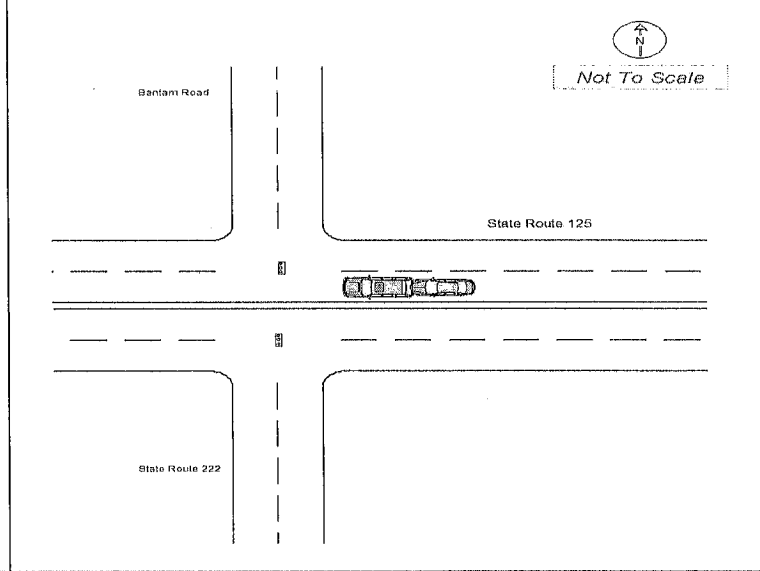 N
Not To Scale
Bantam Road
State Route 125
State Route 222